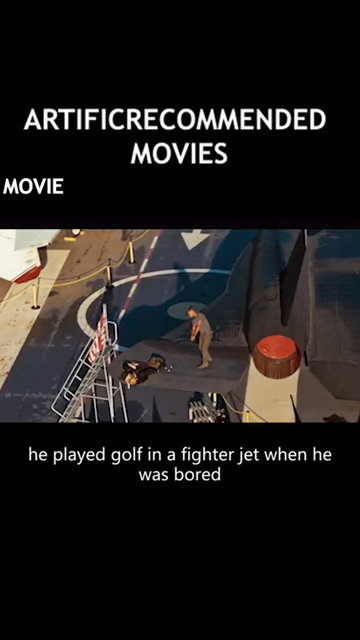 ARTIFICRECOMMENDED
MOVIES
MOVIE
he played golf in a fighter jet when he
was bored